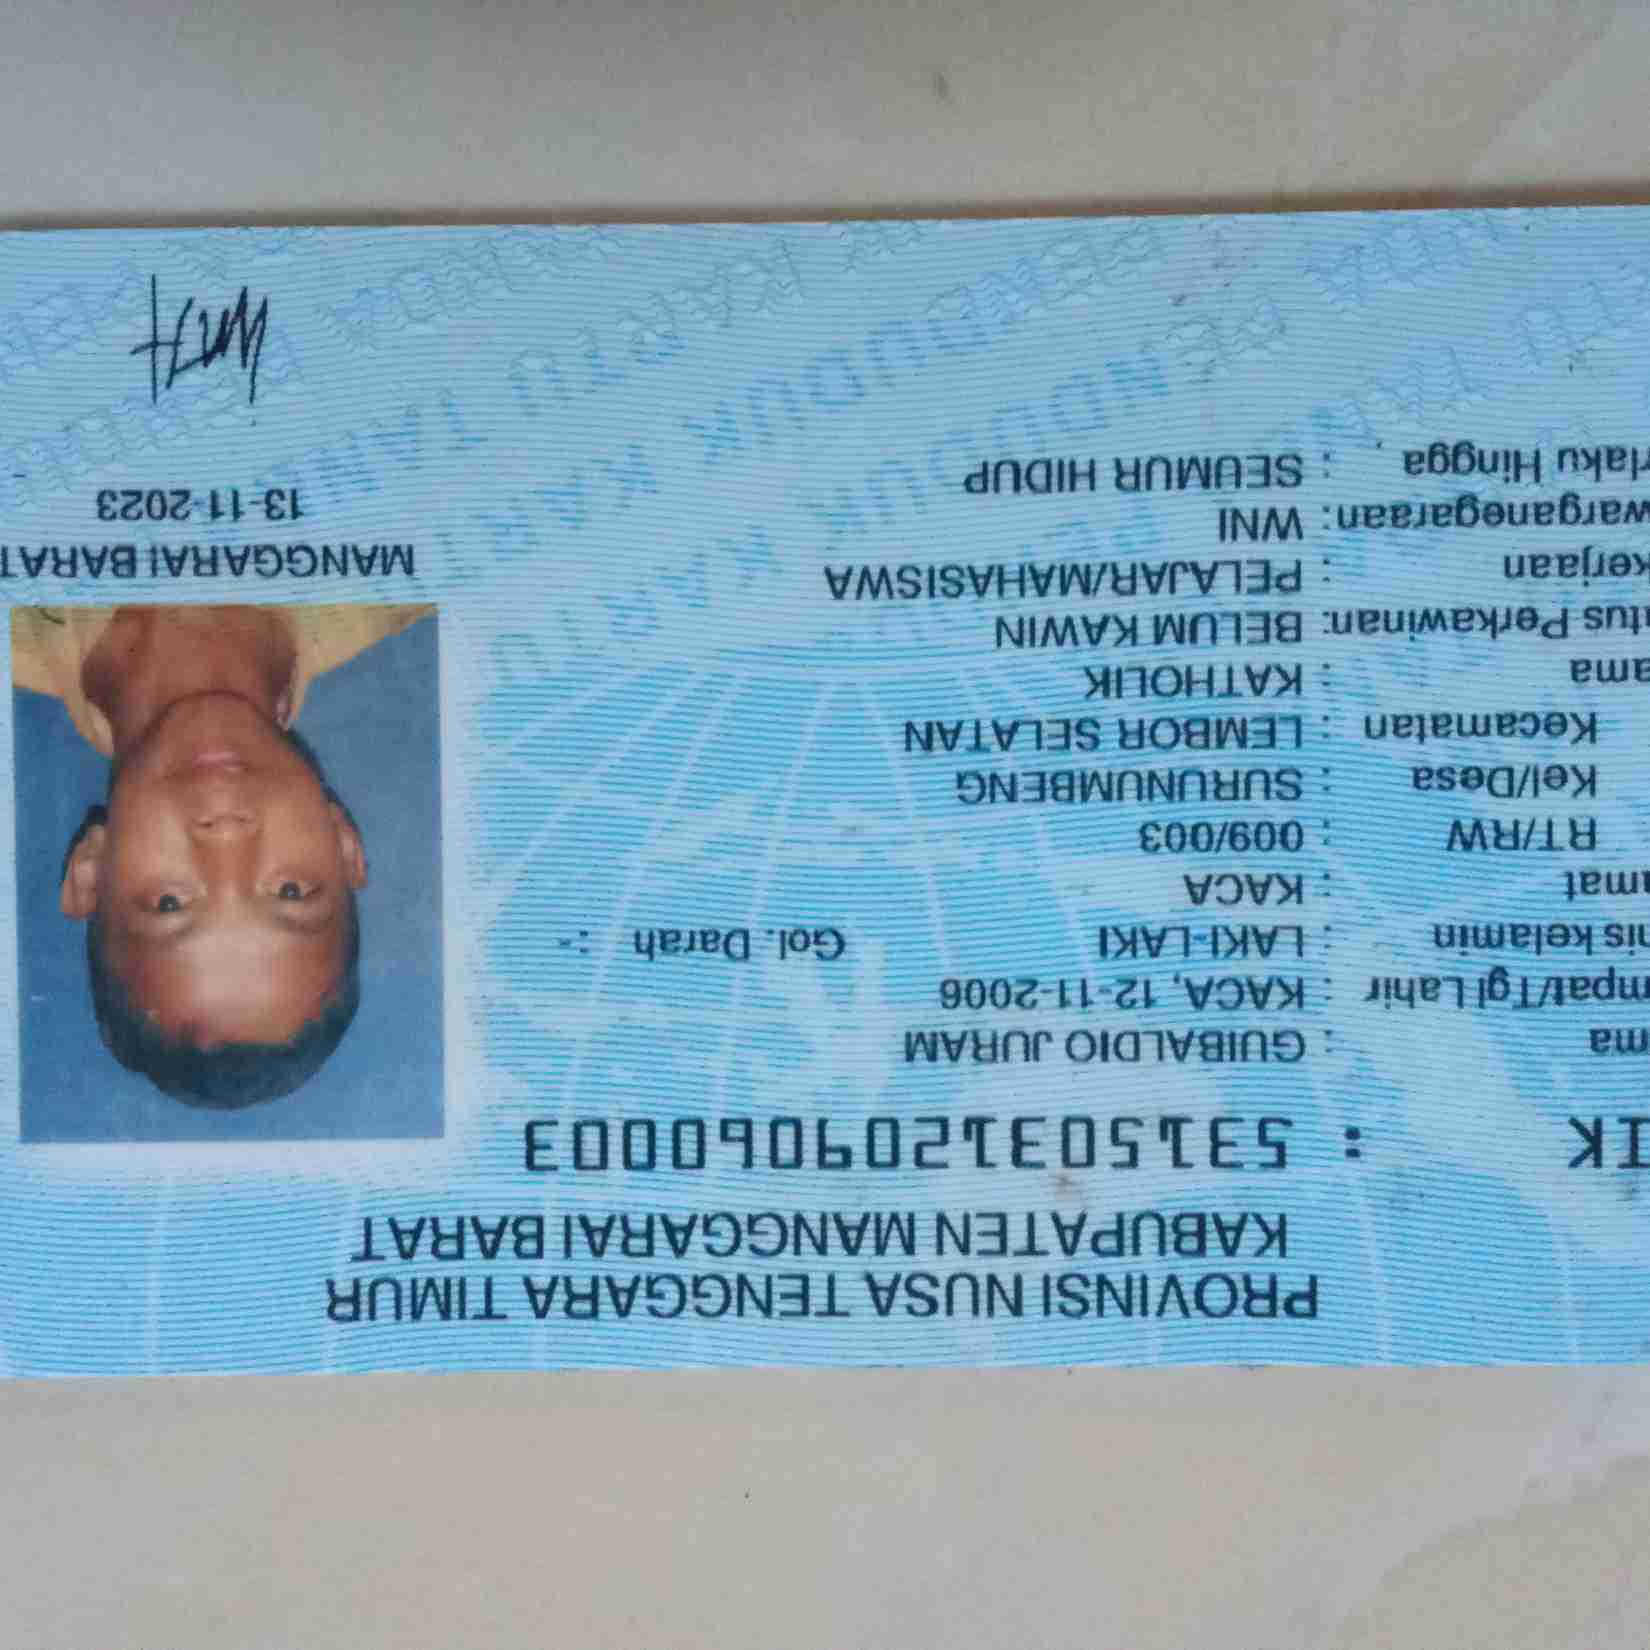 PROVINSI NUSA TENGGARA TIMUR
KABUPATEN MANGGARAI BARAT
IK : 5315031209060003
ma : GUIBALDIO JURAM
mpat/Tgl Lahir : KACA, 12-11-2006
nis kelamin : LAKI-LAKI Gol. Darah : -
amat : KACA
RT/RW : 009/003
Kel/Desa : SURUNUMBENG
Kecamatan : LEMBOR SELATAN
ama : KATHOLIK
atus Perkawinan: BELUM KAWIN
kerjaan : PELAJAR/MAHASISWA
warganegaraan: WNI
rlaku Hingga : SEUMUR HIDUP
MANGGARAI BARAT
13-11-2023